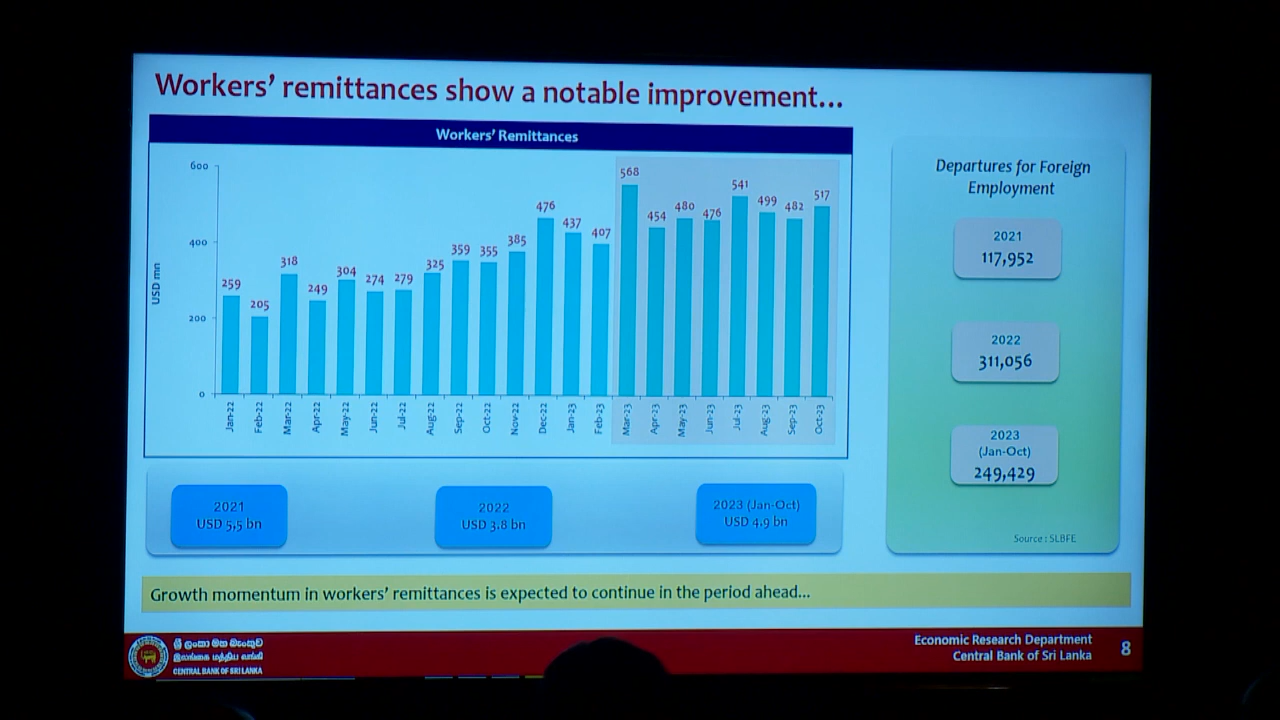 Workers' remittances show a notable improvement...
Workers' Remittances
USD mn
600
400
200
0
259
205
318
249
304
274
279
325
359
355
385
476
437
407
568
454
480
476
541
499
482
517
Jan-22
Feb-22
Mar-22
Apr-22
May-22
Jun-22
Jul-22
Aug-22
Sep-22
Oct-22
Nov-22
Dec-22
Jan-23
Feb-23
Mar-23
Apr-23
May-23
Jun-23
Jul-23
Aug-23
Sep-23
Oct-23
2021
USD 5,5 bn
2022
USD 3.8 bn
2023 (Jan-Oct)
USD 4.9 bn
Departures for Foreign
Employment
2021
117,952
2022
311,056
2023
(Jan-Oct)
249,429
Source : SLBFE
Growth momentum in workers' remittances is expected to continue in the period ahead...
ශ්‍රී ලංකා මහ බැංකුව
இலங்கை மத்திய வங்கி
CENTRAL BANK OF SRI LANKA
Economic Research Department
Central Bank of Sri Lanka
8